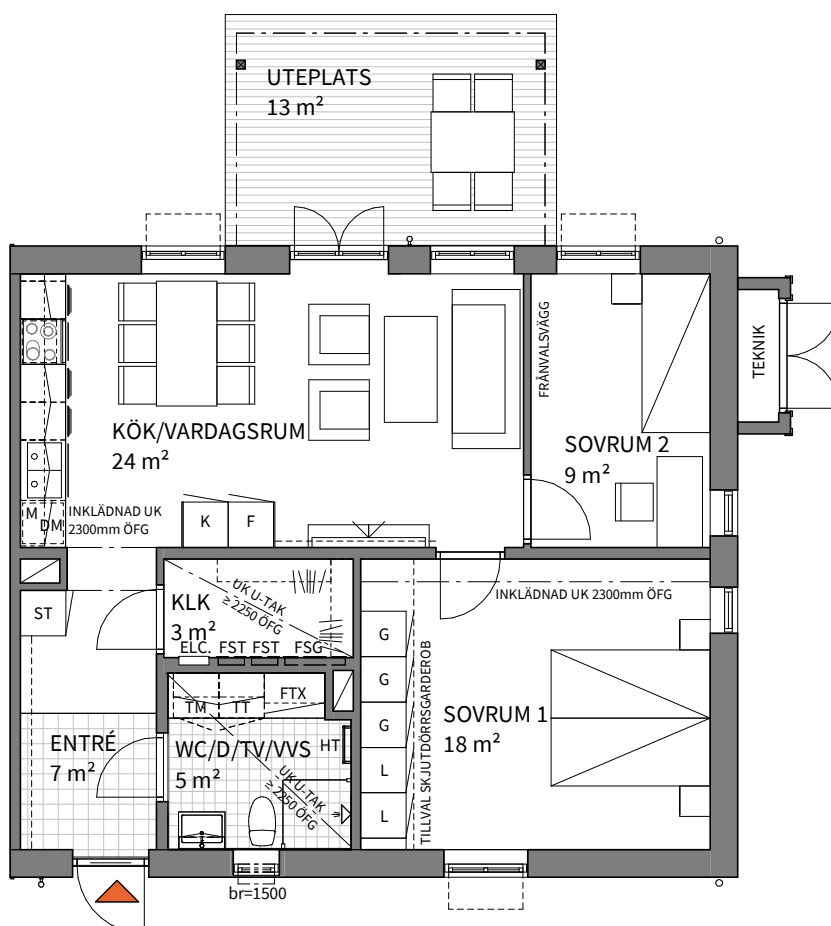 UTEPLATS
13 m²
FRÅNVALSVÄGG
TEKNIK
KÖK/VARDAGSRUM
24 m²
SOVRUM 2
9 m²
M
DM
INKLÄDNAD UK
2300mm ÖFG
K
F
ST
KLK
3 m²
UK U-TAK
≥ 2250 ÖFG
ELC.
FST
FST
FSG
INKLÄDNAD UK 2300mm ÖFG
G
G
G
L
L
TILLVAL SKJUTDÖRRSGARDEROB
SOVRUM 1
18 m²
TM
TT
FTX
ENTRÉ
7 m²
WC/D/TV/VVS
5 m²
HT
UK U-TAK
≥ 2250 ÖFG
br=1500